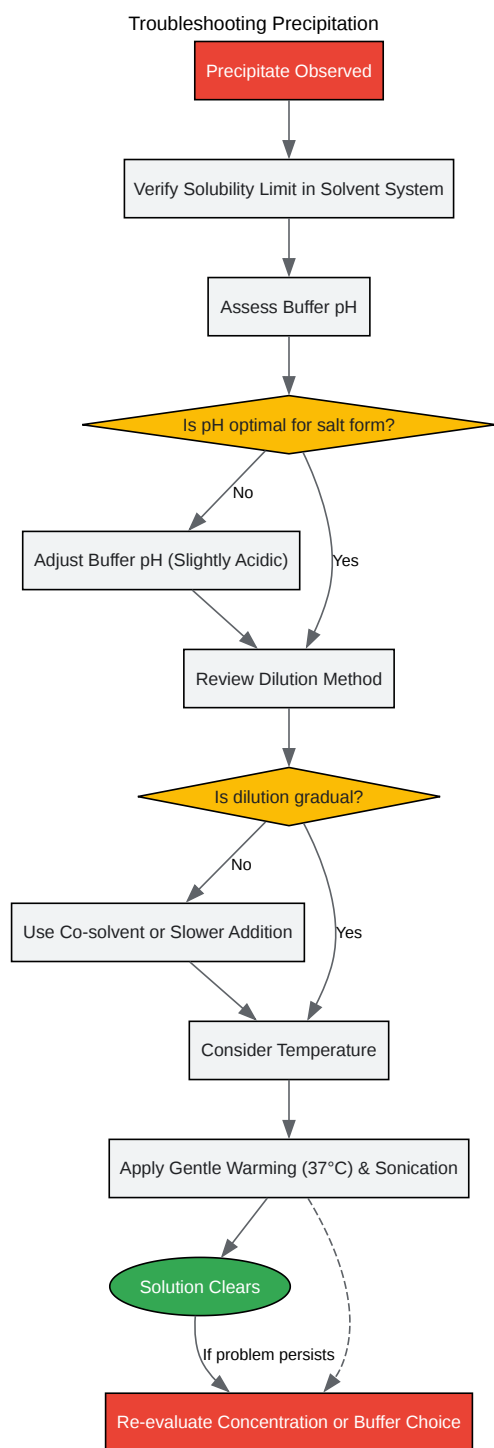 Troubleshooting Precipitation
Precipitate Observed
Verify Solubility Limit in Solvent System
Assess Buffer pH
Is pH optimal for salt form?
No
Adjust Buffer pH (Slightly Acidic)
Yes
Review Dilution Method
Is dilution gradual?
No
Use Co-solvent or Slower Addition
Yes
Consider Temperature
Apply Gentle Warming (37°C) & Sonication
Solution Clears
If problem persists
Re-evaluate Concentration or Buffer Choice